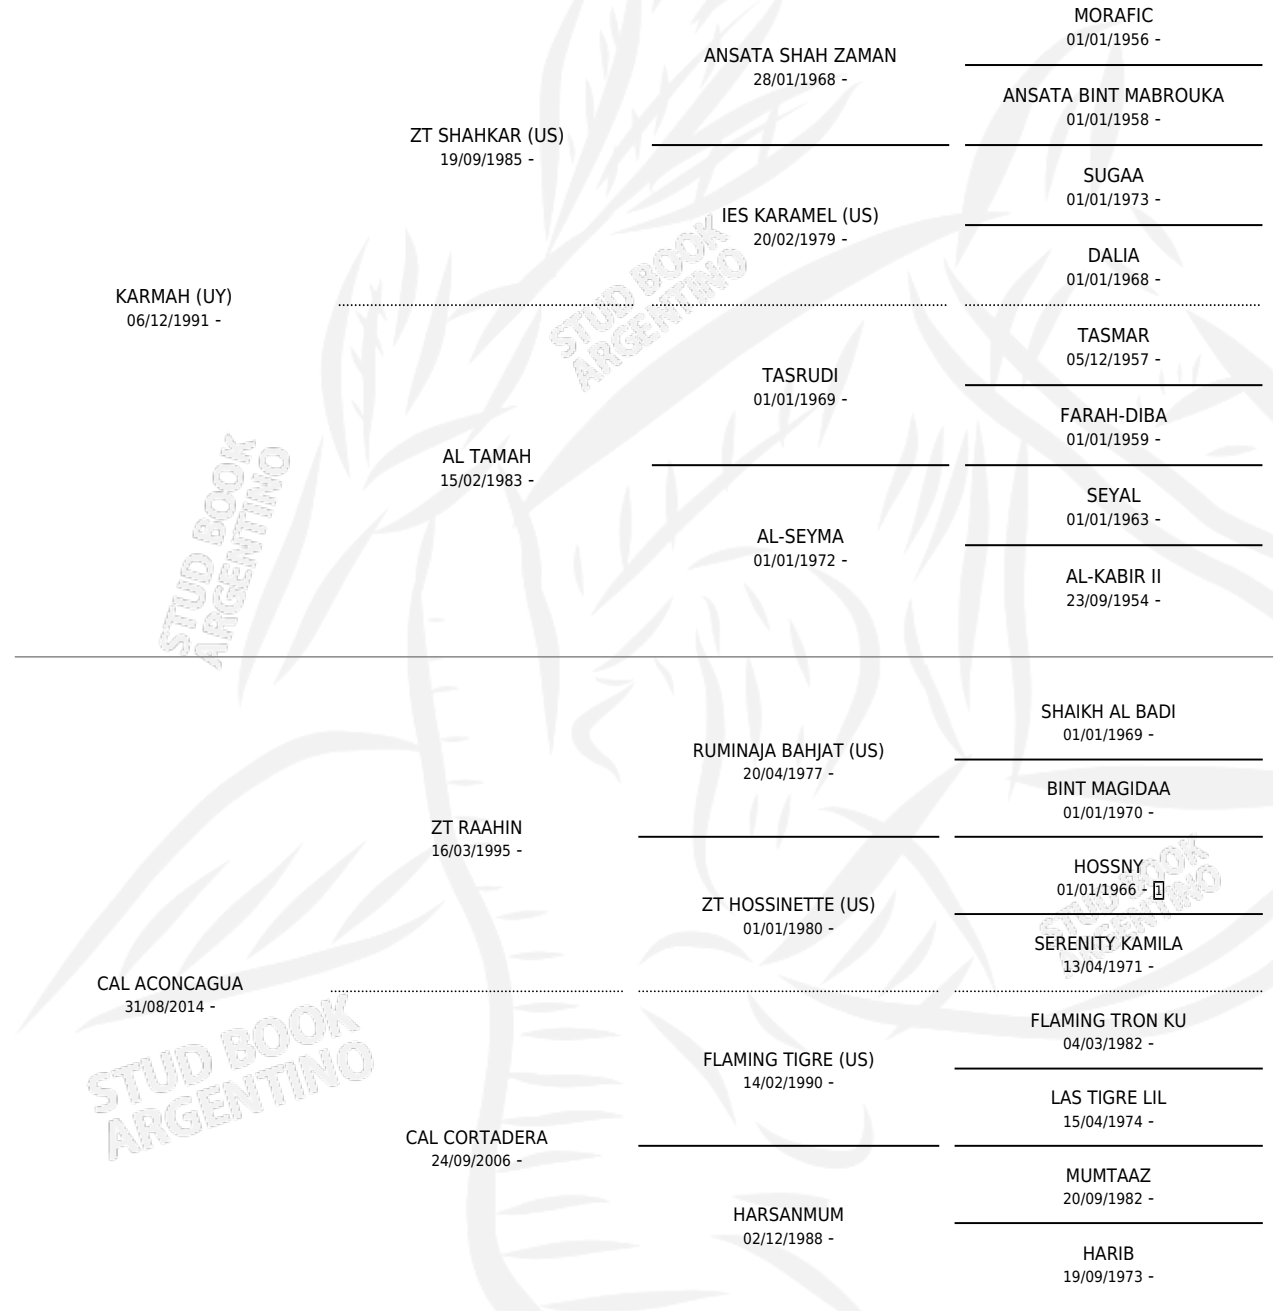 MORAFIC
01/01/1956 -
ANSATA SHAH ZAMAN
28/01/1968 -
ANSATA BINT MABROUKA
01/01/1958 -
ZT SHAHKAR (US)
19/09/1985 -
SUGAA
01/01/1973 -
IES KARAMEL (US)
20/02/1979 -
DALIA
01/01/1968 -
KARMAH (UY)
06/12/1991 -
TASMAR
05/12/1957 -
TASRUDI
01/01/1969 -
FARAH-DIBA
01/01/1959 -
AL TAMAH
15/02/1983 -
SEYAL
01/01/1963 -
AL-SEYMA
01/01/1972 -
AL-KABIR II
23/09/1954 -
SHAIKH AL BADI
01/01/1969 -
RUMINAJA BAHJAT (US)
20/04/1977 -
BINT MAGIDAA
01/01/1970 -
ZT RAAHIN
16/03/1995 -
HOSSNY
01/01/1966 - 1
ZT HOSSINETTE (US)
01/01/1980 -
SERENITY KAMILA
13/04/1971 -
CAL ACONCAGUA
31/08/2014 -
FLAMING TRON KU
04/03/1982 -
FLAMING TIGRE (US)
14/02/1990 -
LAS TIGRE LIL
15/04/1974 -
CAL CORTADERA
24/09/2006 -
MUMTAAZ
20/09/1982 -
HARSANMUM
02/12/1988 -
HARIB
19/09/1973 -
STUD BOOK
ARGENTINO
STUD BOOK
ARGENTINO
STUD BOOK
ARGENTINO
STUD BOOK
ARGENTINO